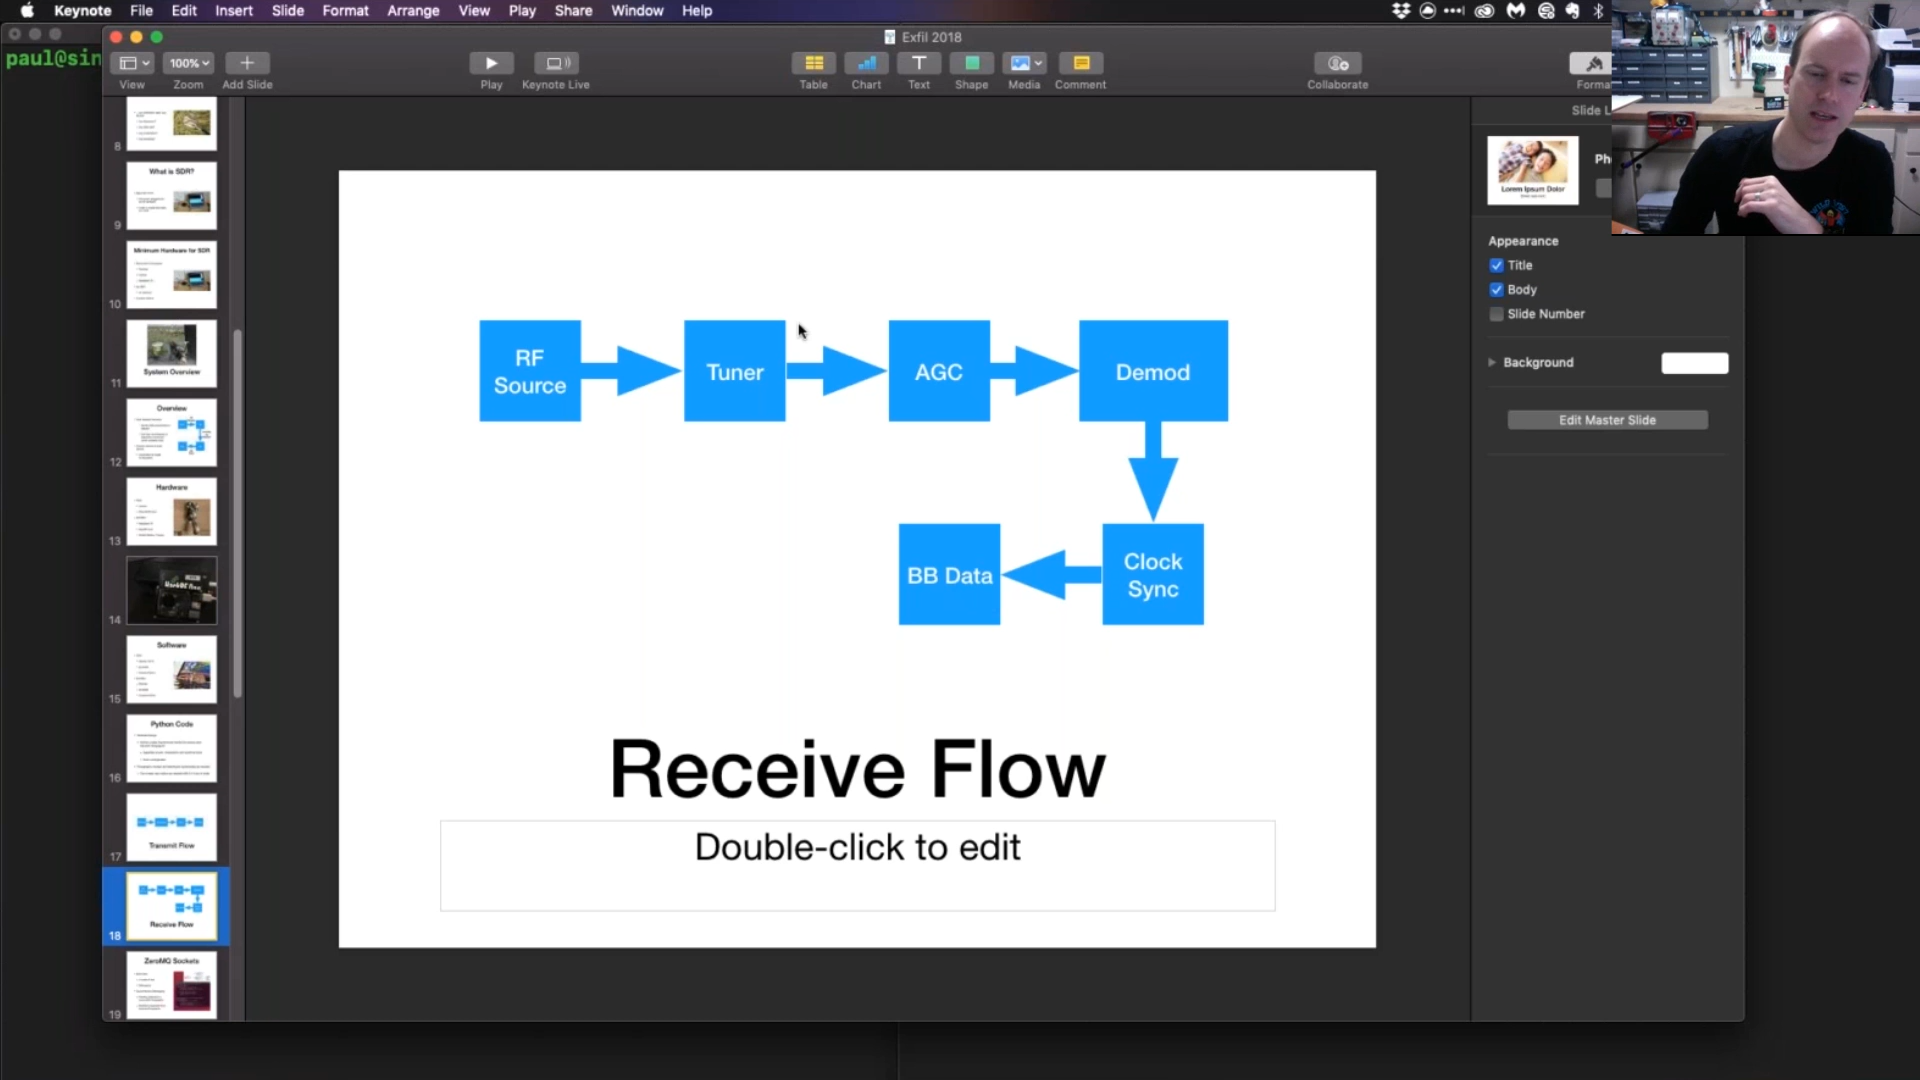 Keynote File Edit Insert Slide Format Arrange View Play Share Window Help
paul@sin
Exfil 2018
100%
View Zoom Add Slide Play Keynote Live Table Chart Text Shape Media Comment Collaborate Forma
8
What is SDR?
9
Minimum Hardware for SDR
10
System Overview
11
Overview
12
Hardware
13
14
Software
15
Python Code
16
Transmit Flow
17
Receive Flow
18
ZeroMQ Sockets
19
RF
Source
Tuner
AGC
Demod
Clock
Sync
BB Data
Receive Flow
Double-click to edit
Slide L
Lorem Ipsum Dolor
Pho
Appearance
Title
Body
Slide Number
Background
Edit Master Slide